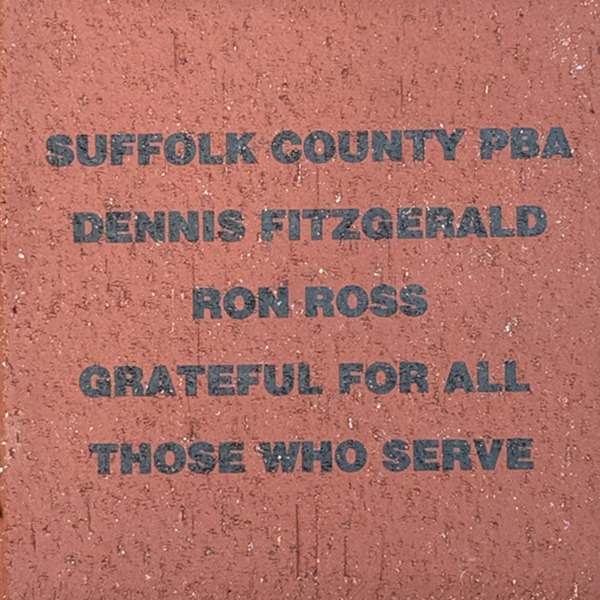 SUFFOLK COUNTY PBA
DENNIS FITZGERALD
RON ROSS
GRATEFUL FOR ALL
THOSE WHO SERVE